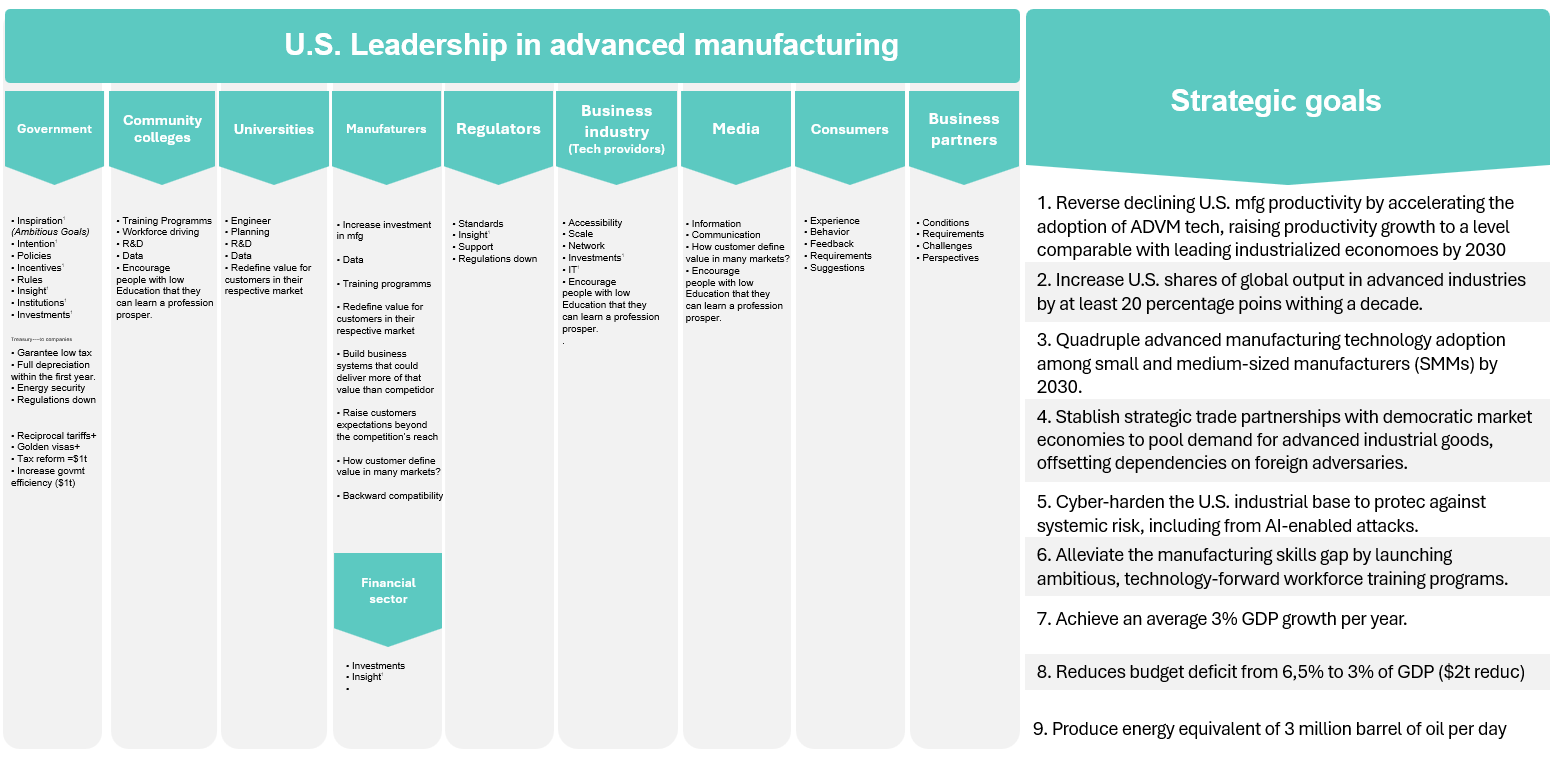 U.S. Leadership in advanced manufacturing
Government
• Inspiration¹
(Ambitious Goals)
• Intention¹
• Policies
• Incentives¹
• Rules
• Insight¹
• Institutions¹
• Investments¹
• Garantee low tax
• Full depreciation
within the first year.
• Energy security
• Regulations down
• Reciprocal tariffs+
• Golden visas+
• Tax reform =$1t
• Increase govmt
efficiency ($1t)
Community
colleges
• Training Programms
• Workforce driving
• R&D
• Data
• Encourage
people with low
Education that they
can learn a profession
prosper.
Universities
• Engineer
• Planning
• R&D
• Data
• Redefine value for
customers in their
respective market
Manufaturers
• Increase investment
in mfg
• Data
• Training programms
• Redefine value for
customers in their
respective market
• Build business
systems that could
deliver more of that
value than competidor
• Raise customers
expectations beyond
the competition's reach
• How customer define
value in many markets?
• Backward compatibility
Financial
sector
• Investments
• Insight¹
•
Regulators
• Standards
• Insight¹
• Support
• Regulations down
Business
industry
(Tech providors)
• Accessibility
• Scale
• Network
• Investments¹
• IT¹
• Encourage
people with low
Education that they
can learn a profession
prosper.
.
Media
• Information
• Communication
• How customer define
value in many markets?
• Encourage
people with low
Education that they
can learn a profession
prosper.
Consumers
• Experience
• Behavior
• Feedback
• Requirements
• Suggestions
Business
partners
• Conditions
• Requirements
• Challenges
• Perspectives
Strategic goals
1. Reverse declining U.S. mfg productivity by accelerating the
adoption of ADVM tech, raising productivity growth to a level
comparable with leading industrialized economoes by 2030
2. Increase U.S. shares of global output in advanced industries
by at least 20 percentage poins withing a decade.
3. Quadruple advanced manufacturing technology adoption
among small and medium-sized manufacturers (SMMs) by
2030.
4. Stablish strategic trade partnerships with democratic market
economies to pool demand for advanced industrial goods,
offsetting dependencies on foreign adversaries.
5. Cyber-harden the U.S. industrial base to protec against
systemic risk, including from AI-enabled attacks.
6. Alleviate the manufacturing skills gap by launching
ambitious, technology-forward workforce training programs.
7. Achieve an average 3% GDP growth per year.
8. Reduces budget deficit from 6,5% to 3% of GDP ($2t reduc)
9. Produce energy equivalent of 3 million barrel of oil per day